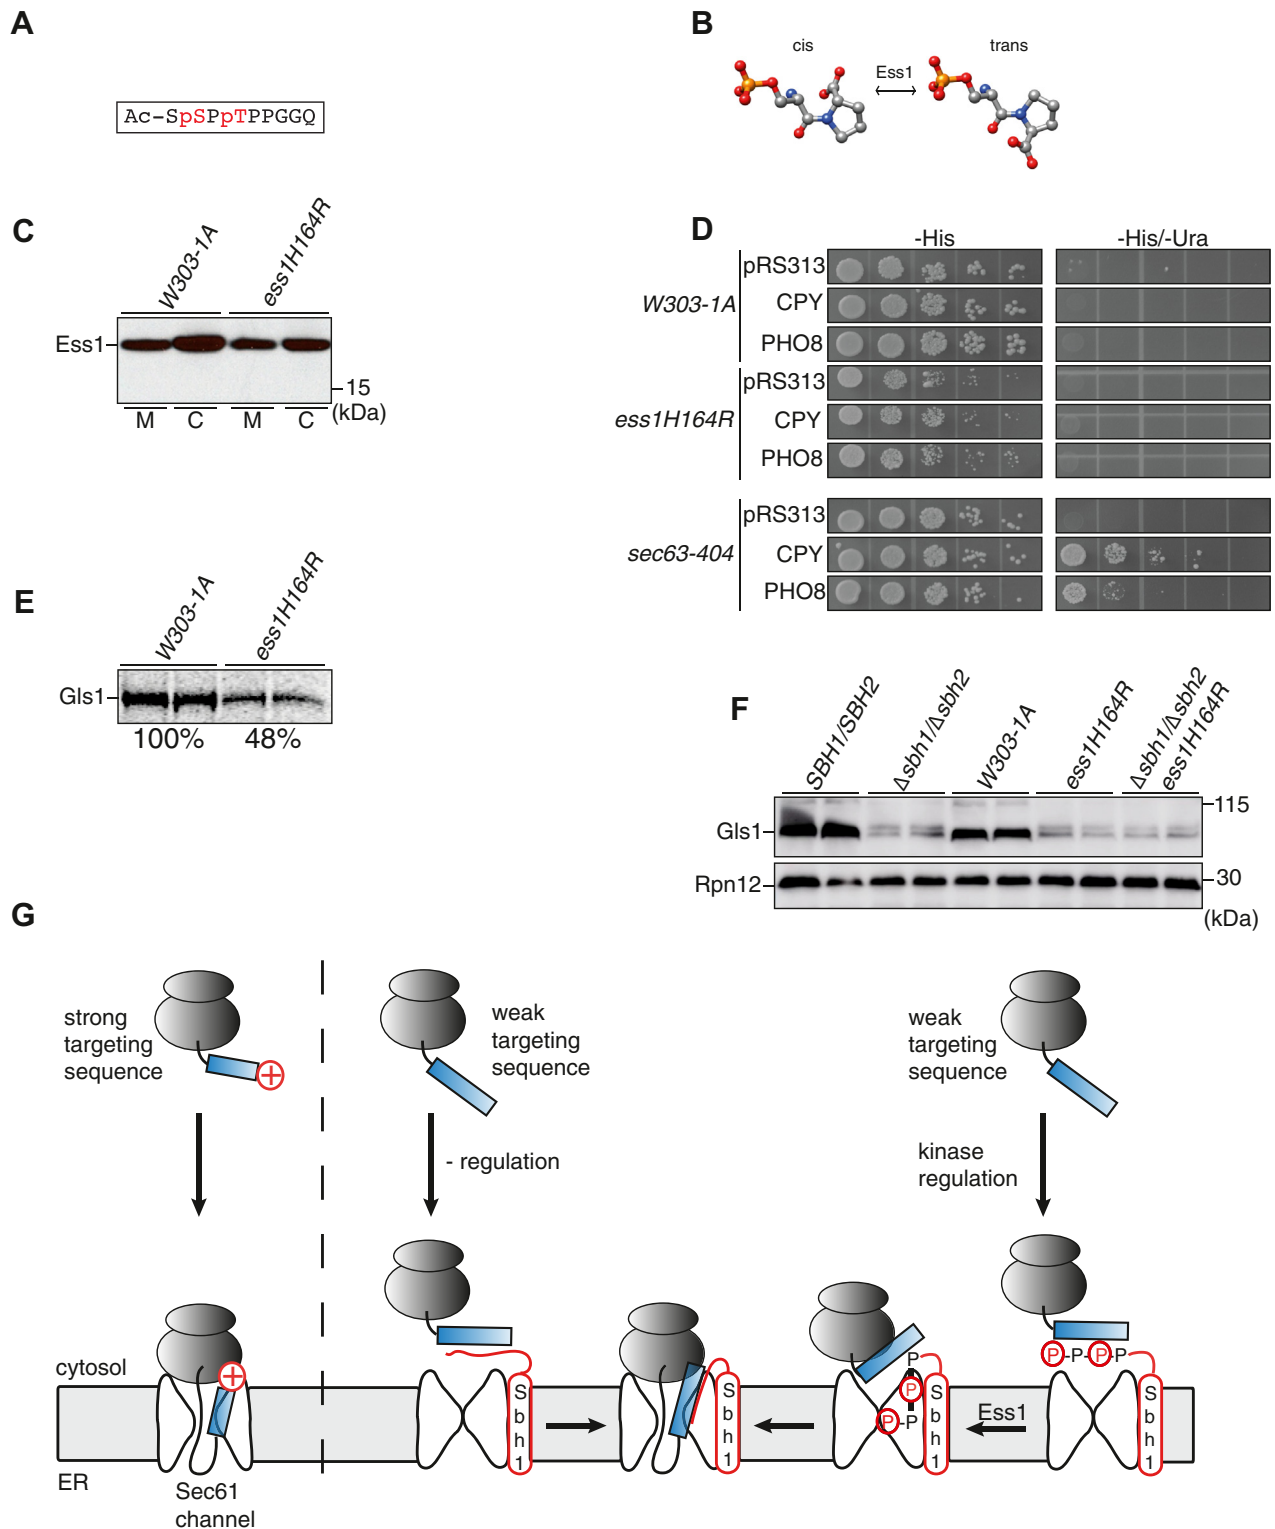 A
Ac-SpSPpTPPGGQ
B
cis
Ess1
trans
C
W303-1A
ess1H164R
Ess1
15
(kDa)
M
C
M
C
D
-His
-His/-Ura
W303-1A
pRS313
CPY
PHO8
ess1H164R
pRS313
CPY
PHO8
sec63-404
pRS313
CPY
PHO8
E
W303-1A
ess1H164R
Gls1
100%
48%
F
SBH1/SBH2
Δsbh1/Δsbh2
W303-1A
ess1H164R
Δsbh1/Δsbh2
ess1H164R
Gls1
115
Rpn12
30
(kDa)
G
strong
targeting
sequence
+
weak
targeting
sequence
weak
targeting
sequence
- regulation
kinase
regulation
cytosol
ER
+
Sec61
channel
Sbh1
Sbh1
P
P
P-P
Sbh1
Ess1
P-P-P-P
Sbh1